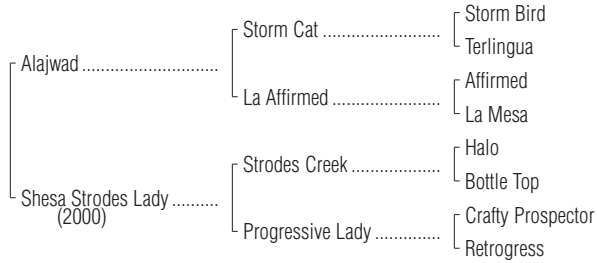 Storm Bird
Storm Cat ..........................
Terlingua
Alajwad ..............................
Affirmed
La Affirmed ........................
La Mesa
Halo
Strodes Creek ....................
Bottle Top
Shesa Strodes Lady ..........
(2000)
Crafty Prospector
Progressive Lady ...............
Retrogress